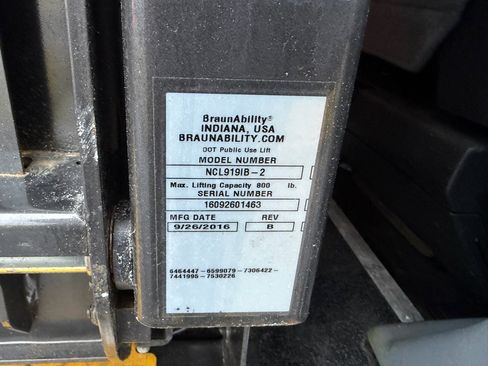 BraunAbility®
INDIANA, USA
BRAUNABILITY.COM
DOT Public Use Lift
MODEL NUMBER
NCL919IB-2
Max. Lifting Capacity 800 lb.
SERIAL NUMBER
16092601463
MFG DATE REV
9/26/2016 B
6464447-6599079-7306422-
7441995-7530226